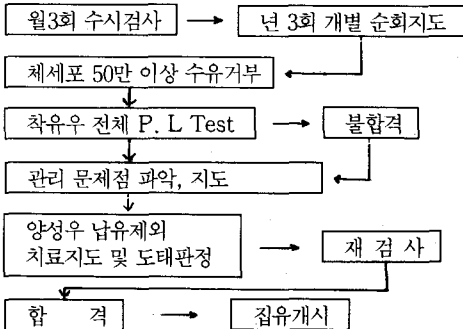 월3회 수시검사
년 3회 개별 순회지도
체세포 50만 이상 수유거부
착유우 전체 P. L Test
불합격
관리 문제점 파악, 지도
양성우 납유제외
치료지도 및 도태판정
재 검 사
합 격
집유개시